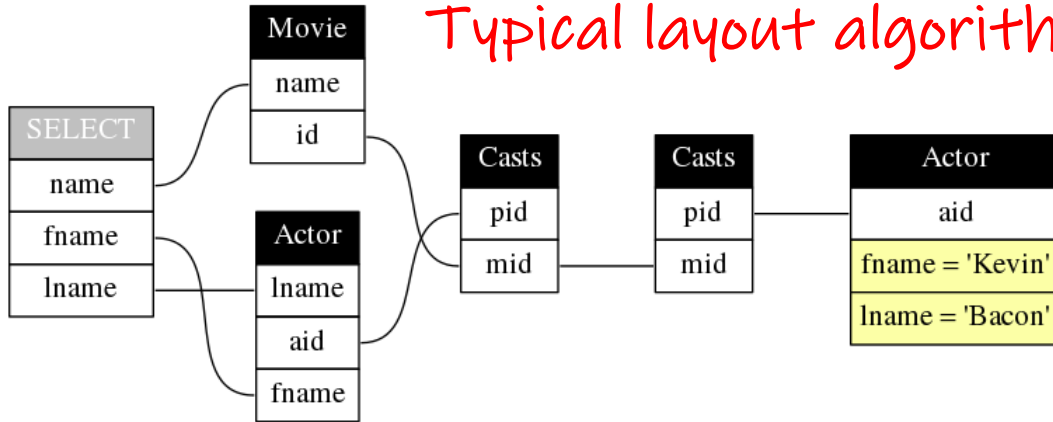 Typical layout algorith
SELECT
name
fname
lname
Movie
name
id
Actor
lname
aid
fname
Casts
pid
mid
Casts
pid
mid
Actor
aid
fname = 'Kevin'
lname = 'Bacon'